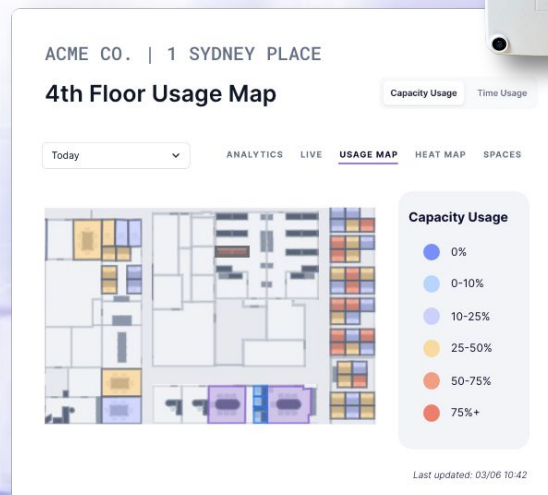 ACME CO. | 1 SYDNEY PLACE
4th Floor Usage Map
Capacity Usage
Time Usage
Today
ANALYTICS
LIVE
USAGE MAP
HEAT MAP
SPACES
Capacity Usage
0%
0-10%
10-25%
25-50%
50-75%
75%+
Last updated: 03/06 10:42